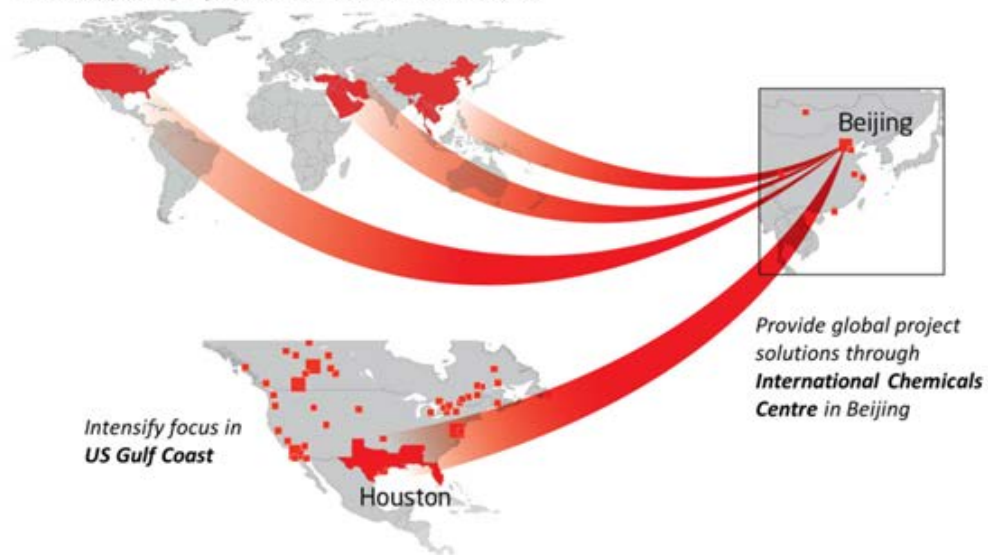 Beijing
Provide global project
solutions through
International Chemicals
Centre in Beijing
Intensify focus in
US Gulf Coast
Houston